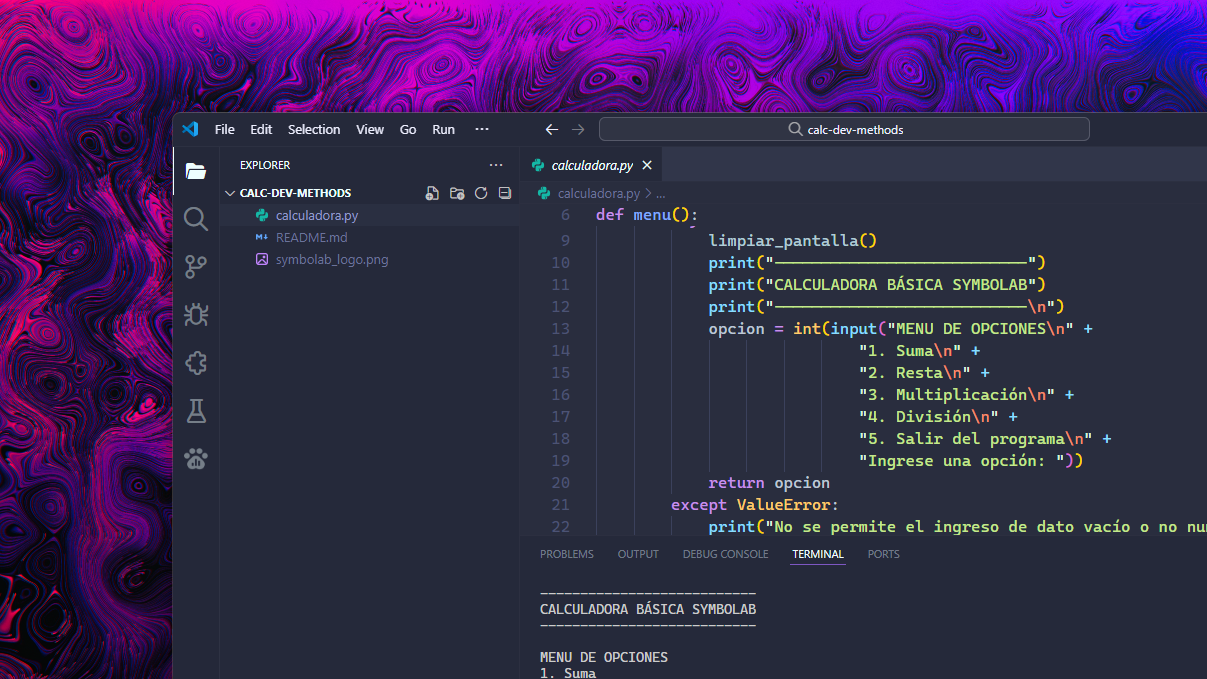 File Edit Selection View Go Run ··· ← → calc-dev-methods
EXPLORER ···
CALC-DEV-METHODS
calculadora.py
README.md
symbolab_logo.png
calculadora.py ×
calculadora.py > ...
6 def menu():
9 limpiar_pantalla()
10 print("———————————————————————————")
11 print("CALCULADORA BÁSICA SYMBOLAB")
12 print("———————————————————————————\n")
13 opcion = int(input("MENU DE OPCIONES\n" +
14 "1. Suma\n" +
15 "2. Resta\n" +
16 "3. Multiplicación\n" +
17 "4. División\n" +
18 "5. Salir del programa\n" +
19 "Ingrese una opción: "))
20 return opcion
21 except ValueError:
22 print("No se permite el ingreso de dato vacío o no nu
PROBLEMS OUTPUT DEBUG CONSOLE TERMINAL PORTS
———————————————————————————
CALCULADORA BÁSICA SYMBOLAB
———————————————————————————
MENU DE OPCIONES
1. Suma